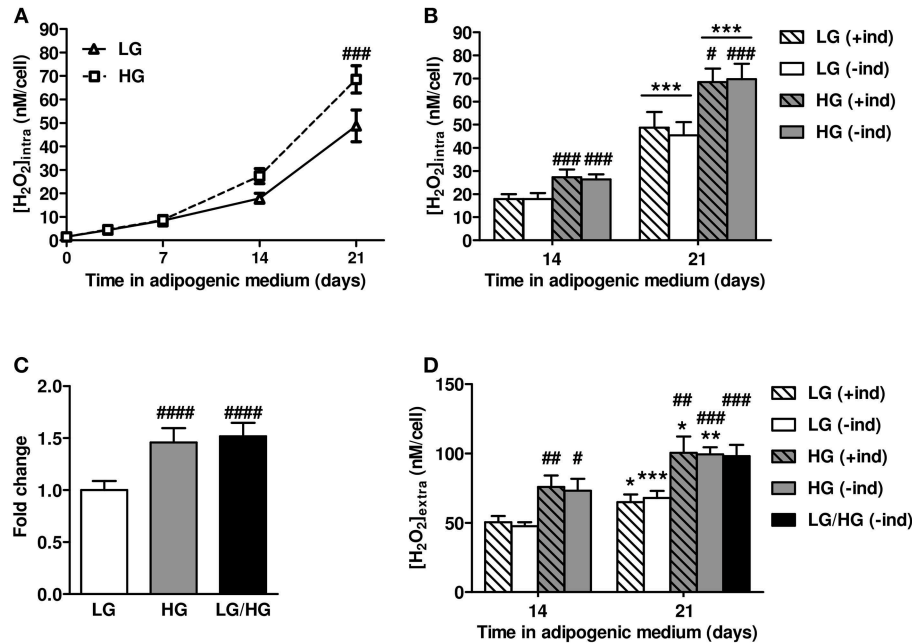 A
[H2O2]intra (nM/cell)
90
80
70
60
50
40
30
20
10
0
LG
HG
###
0 7 14 21
Time in adipogenic medium (days)
B
[H2O2]intra (nM/cell)
90
80
70
60
50
40
30
20
10
0
***
# ###
***
### ###
14 21
Time in adipogenic medium (days)
LG (+ind)
LG (-ind)
HG (+ind)
HG (-ind)
C
Fold change
2.0
1.5
1.0
0.5
0.0
#### ####
LG HG LG/HG
D
[H2O2]extra (nM/cell)
150
100
50
0
## ### ###
* **
## # * ***
14 21
Time in adipogenic medium (days)
LG (+ind)
LG (-ind)
HG (+ind)
HG (-ind)
LG/HG (-ind)